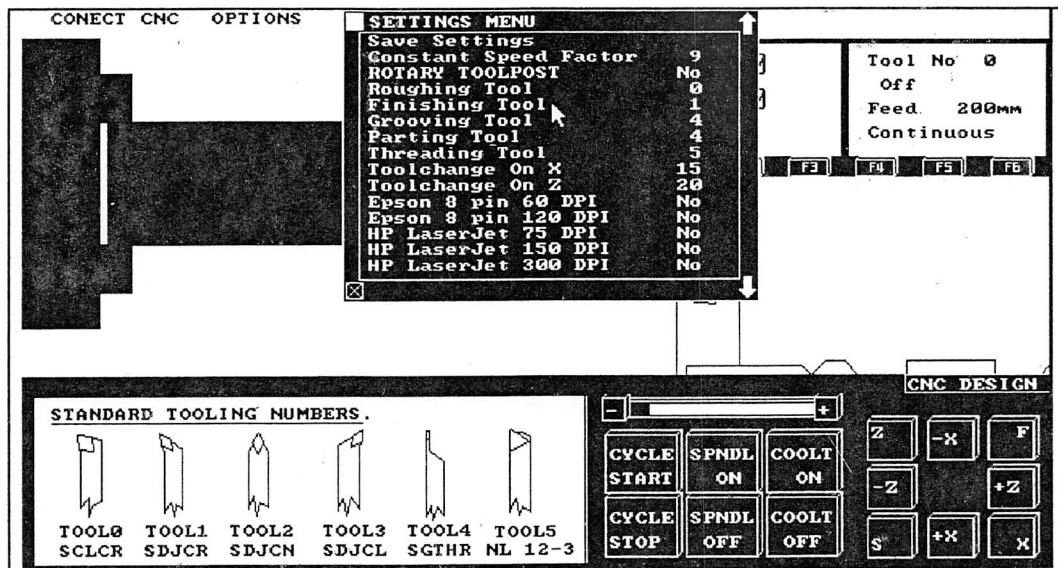 CONECT CNC OPTIONS
SETTINGS MENU
Save Settings
Constant Speed Factor 9
ROTARY TOOLPOST No
Roughing Tool 0
Finishing Tool 1
Grooving Tool 4
Parting Tool 4
Threading Tool 5
Toolchange On X 15
Toolchange On Z 20
Epson 8 pin 60 DPI No
Epson 8 pin 120 DPI No
HP LaserJet 75 DPI No
HP LaserJet 150 DPI No
HP LaserJet 300 DPI No
Tool No 0
Off
Feed 200mm
Continuous
F3 F4 F5 F6
CNC DESIGN
STANDARD TOOLING NUMBERS.
TOOL0 TOOL1 TOOL2 TOOL3 TOOL4 TOOL5
SCLCR SDJCR SDJCN SDJCL SGTHR NL 12-3
- +
CYCLE START SPNDL ON COOLT ON
CYCLE STOP SPNDL OFF COOLT OFF
Z -X F
-Z +Z
S +X X